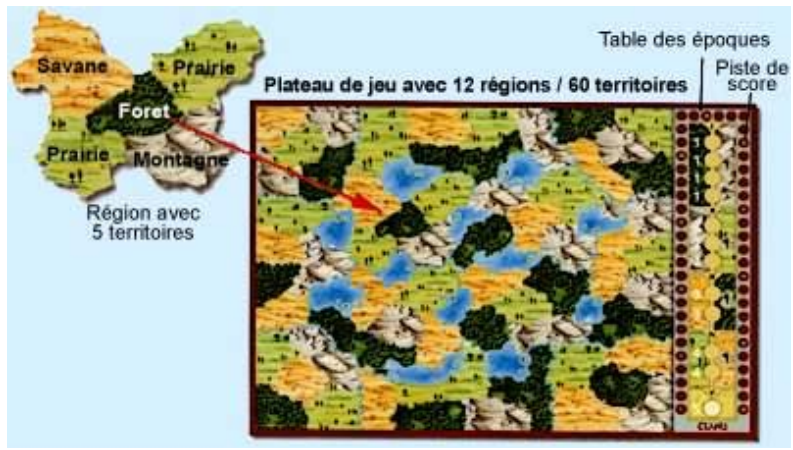 Table des époques
Savane
Prairie
Piste de
score
Plateau de jeu avec 12 régions / 60 territoires
Foret
Prairie
Montagne
Région avec
5 territoires
CLANS